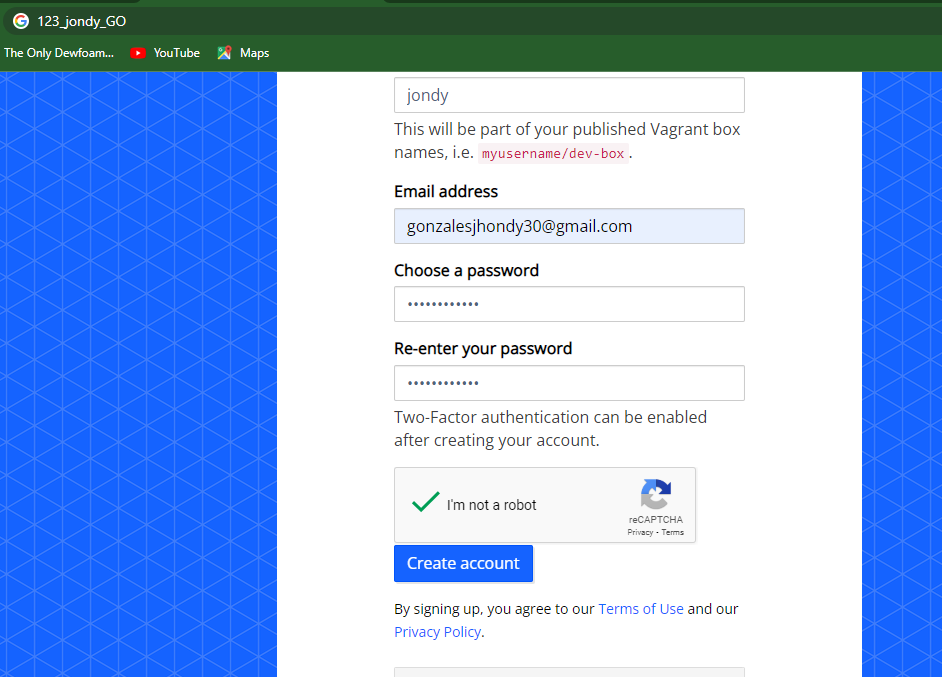 123_jondy_GO
The Only Dewfoam... YouTube Maps
jondy
This will be part of your published Vagrant box
names, i.e. myusername/dev-box.
Email address
gonzalesjhondy30@gmail.com
Choose a password
••••••••••••
Re-enter your password
••••••••••••
Two-Factor authentication can be enabled
after creating your account.
I'm not a robot
reCAPTCHA
Privacy - Terms
Create account
By signing up, you agree to our Terms of Use and our
Privacy Policy.